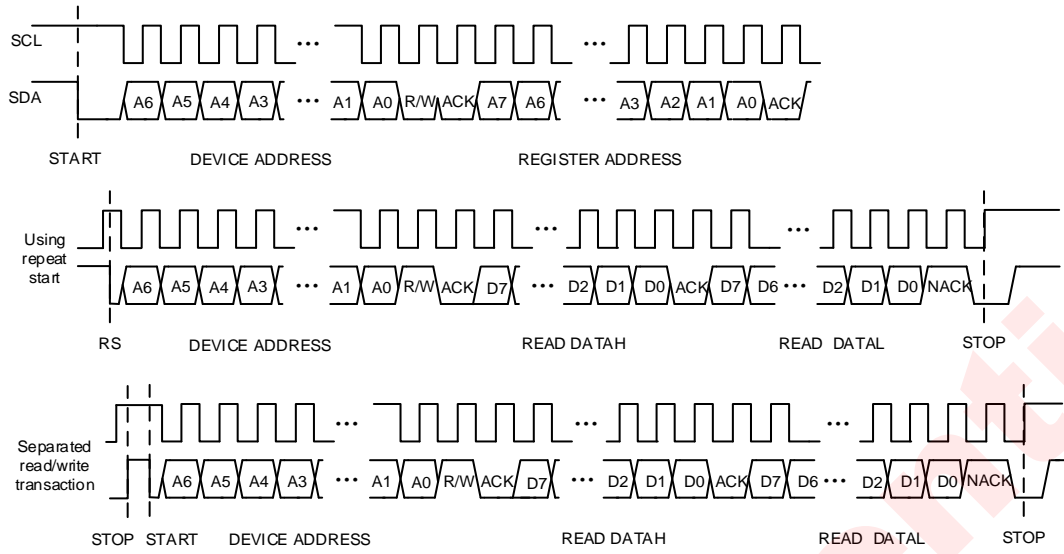 SCL
SDA
A6 A5 A4 A3 ••• A1 A0 R/W ACK A7 A6 ••• A3 A2 A1 A0 ACK
START DEVICE ADDRESS REGISTER ADDRESS
Using
repeat
start
A6 A5 A4 A3 ••• A1 A0 R/W ACK D7 ••• D2 D1 D0 ACK D7 D6 ••• D2 D1 D0 NACK
RS DEVICE ADDRESS READ DATAH READ DATAL STOP
Separated
read/write
transaction
A6 A5 A4 A3 ••• A1 A0 R/W ACK D7 ••• D2 D1 D0 ACK D7 D6 ••• D2 D1 D0 NACK
STOP START DEVICE ADDRESS READ DATAH READ DATAL STOP